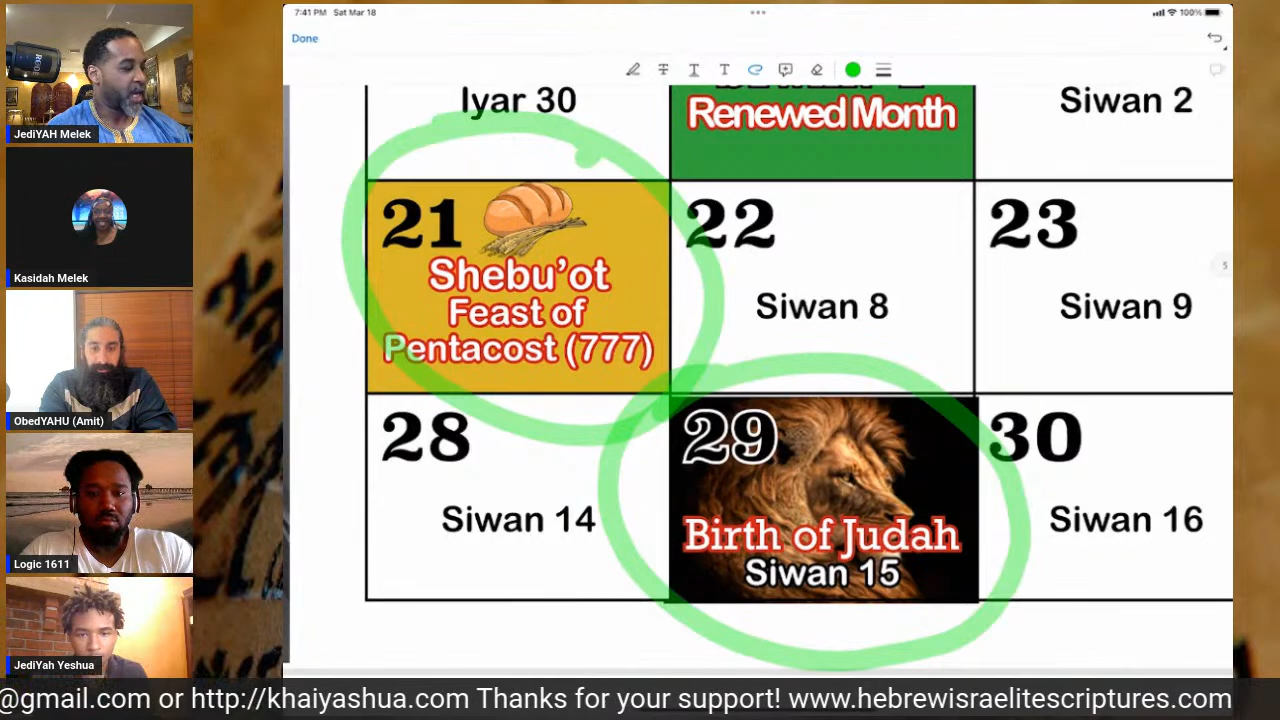 7:41 PM Sat Mar 18
100%
Done
Iyar 30
Renewed Month
Siwan 2
21
Shebu’ot
Feast of
Pentacost (777)
22
Siwan 8
23
Siwan 9
5
28
Siwan 14
29
Birth of Judah
Siwan 15
30
Siwan 16
RODE
JediYAH Melek
Kasidah Melek
ObedYAHU (Amit)
Logic 1611
JediYah Yeshua
@gmail.com or http://khaiyashua.com Thanks for your support! www.hebrewisraelitescriptures.com